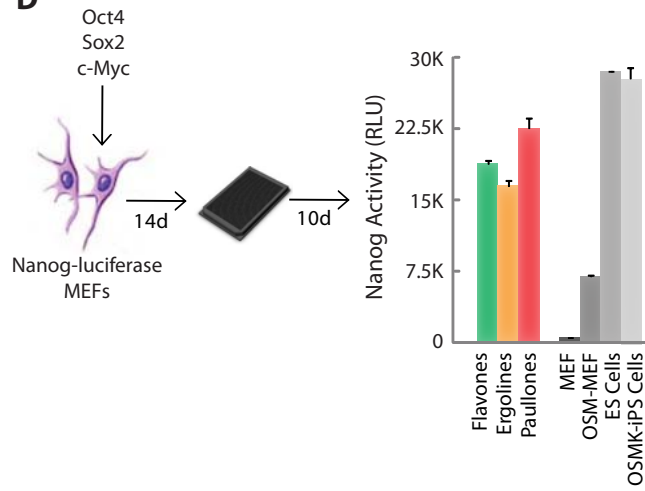 D
Oct4
Sox2
c-Myc
14d
10d
Nanog-luciferase
MEFs
Nanog Activity (RLU)
30K
22.5K
15K
7.5K
0
Flavones
Ergolines
Paullones
MEF
OSM-MEF
ES Cells
OSMK-iPS Cells